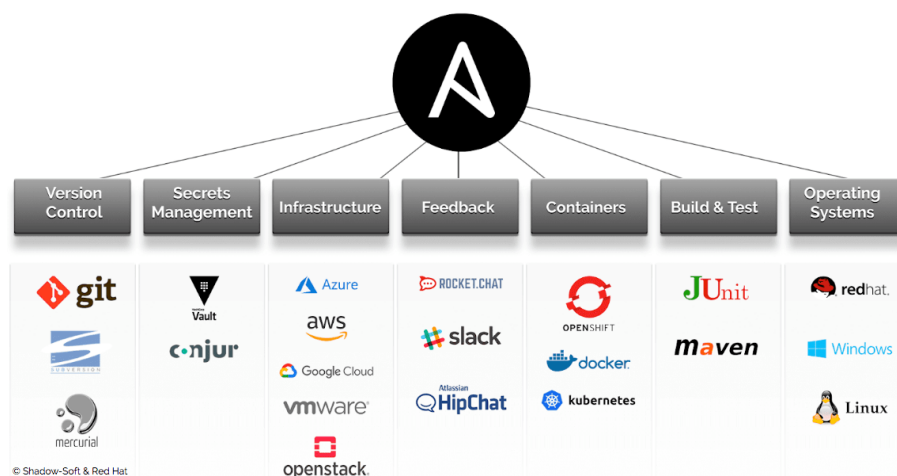 Version
Control
Secrets
Management
Infrastructure
Feedback
Containers
Build & Test
Operating
Systems
git
SUBVERSION
mercurial
Vault
conjur
Azure
aws
Google Cloud
vmware®
openstack.
ROCKET.CHAT
slack
Atlassian
HipChat
OPENSHIFT
docker
kubernetes
JUnit
maven
redhat.
Windows
Linux
© Shadow-Soft & Red Hat